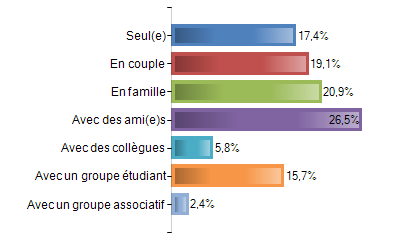 Seul(e) 17,4%
En couple 19,1%
En famille 20,9%
Avec des ami(e)s 26,5%
Avec des collègues 5,8%
Avec un groupe étudiant 15,7%
Avec un groupe associatif 2,4%